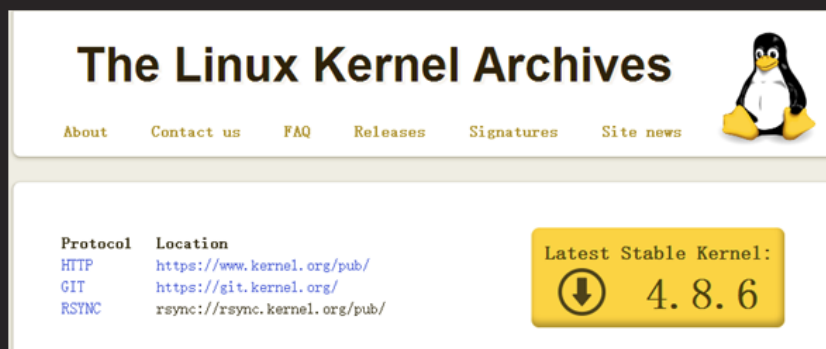 The Linux Kernel Archives
About Contact us FAQ Releases Signatures Site news
Protocol Location
HTTP https://www.kernel.org/pub/
GIT https://git.kernel.org/
RSYNC rsync://rsync.kernel.org/pub/
Latest Stable Kernel:
4.8.6